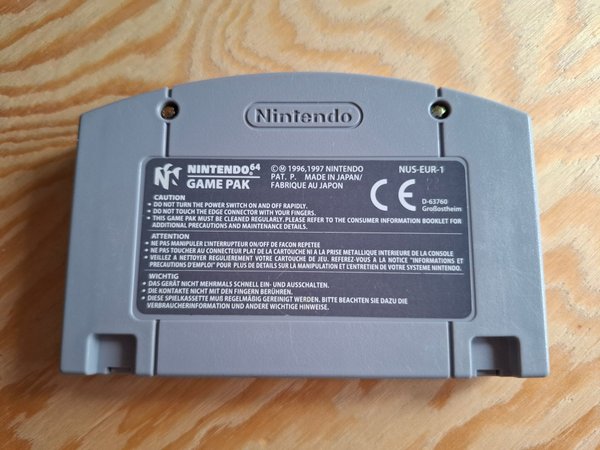 Nintendo
NINTENDO64
GAME PAK
©Ⓜ 1996,1997 NINTENDO
PAT. P. MADE IN JAPAN/
FABRIQUE AU JAPON
NUS-EUR-1
CE
D-63760
Großostheim
CAUTION
• DO NOT TURN THE POWER SWITCH ON AND OFF RAPIDLY.
• DO NOT TOUCH THE EDGE CONNECTOR WITH YOUR FINGERS.
• THIS GAME PAK MUST BE CLEANED REGULARLY. PLEASE REFER TO THE CONSUMER INFORMATION BOOKLET FOR
ADDITIONAL PRECAUTIONS AND MAINTENANCE DETAILS.
ATTENTION
• NE PAS MANIPULER L'INTERRUPTEUR ON/OFF DE FACON REPETEE
• NE PAS TOUCHER AU CONNECTEUR PLAT DE LA CARTOUCHE NI A LA PRISE METALLIQUE INTERIEURE DE LA CONSOLE
• VEILLEZ A NETTOYER REGULIEREMENT VOTRE CARTOUCHE DE JEU. REFEREZ-VOUS À LA NOTICE "INFORMATIONS ET
PRECAUTIONS D'EMPLOI" POUR PLUS DE DETAILS SUR LA MANIPULATION ET L'ENTRETIEN DE VOTRE SYSTEME NINTENDO.
WICHTIG
• DAS GERÄT NICHT MEHRMALS SCHNELL EIN- UND AUSSCHALTEN.
• DIE KONTAKTE NICHT MIT DEN FINGERN BERÜHREN.
• DIESE SPIELKASSETTE MUß REGELMÄßIG GEREINIGT WERDEN. BITTE BEACHTEN SIE DAZU DIE
VERBRAUCHERINFORMATION UND ANDERE WICHTIGE HINWEISE.